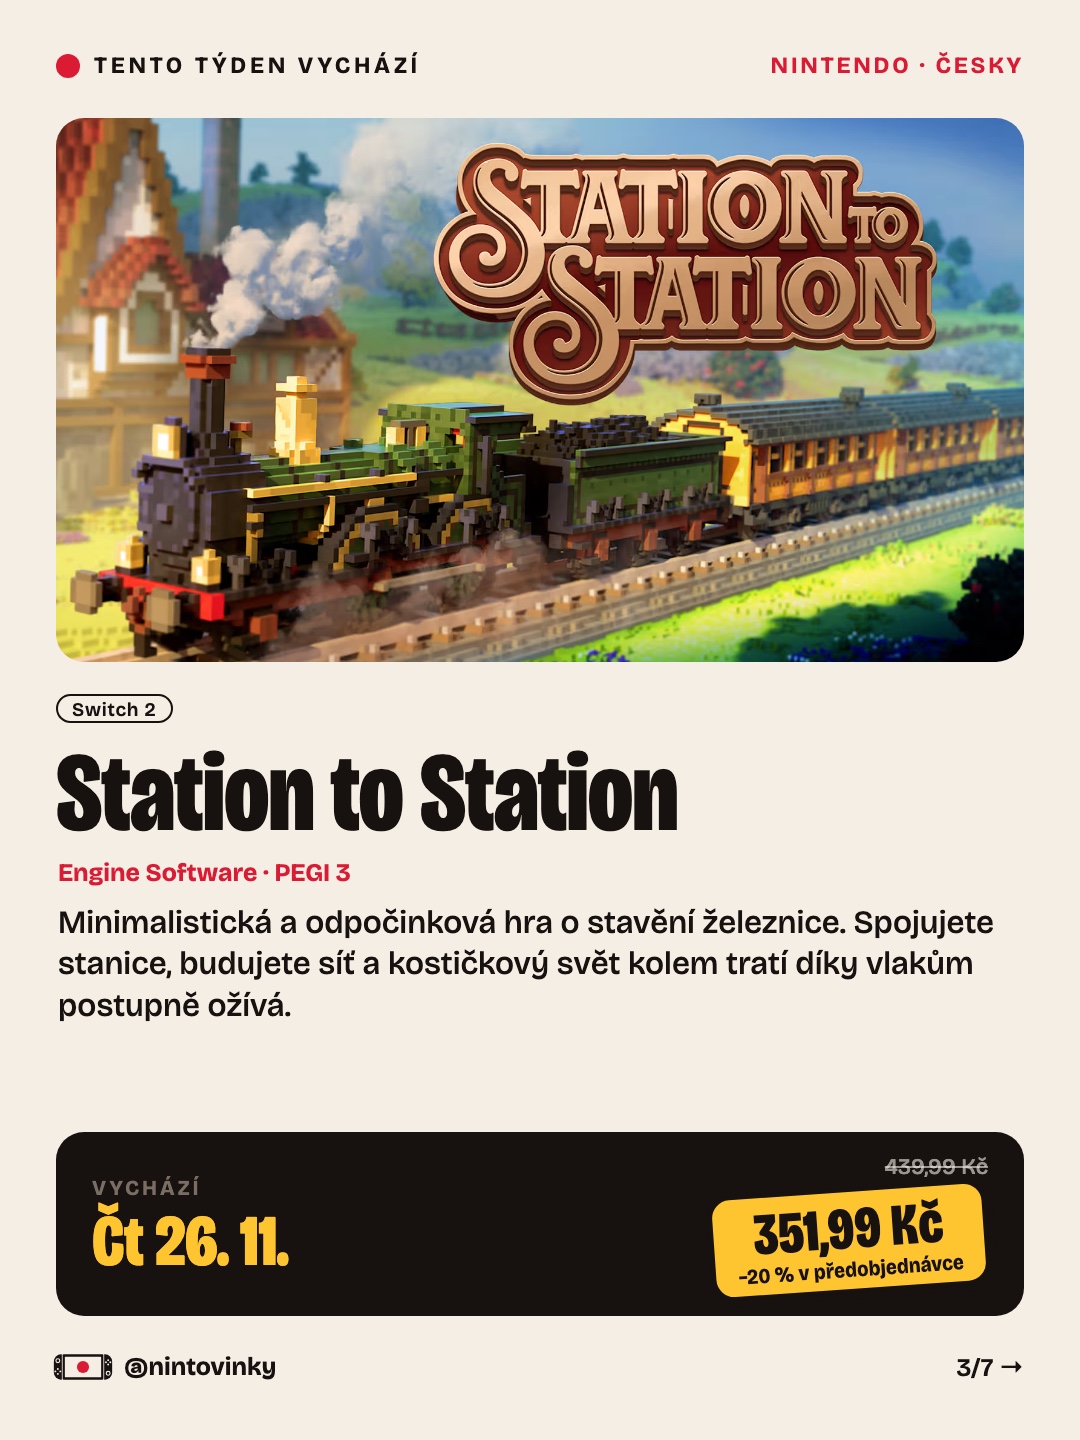 TENTO TÝDEN VYCHÁZÍ
NINTENDO · ČESKY
STATION TO
STATION
Switch 2
Station to Station
Engine Software · PEGI 3
Minimalistická a odpočinková hra o stavění železnice. Spojujete
stanice, budujete síť a kostičkový svět kolem tratí díky vlakům
postupně ožívá.
VYCHÁZÍ
Čt 26. 11.
439,99 Kč
351,99 Kč
−20 % v předobjednávce
@nintovinky
3/7 →